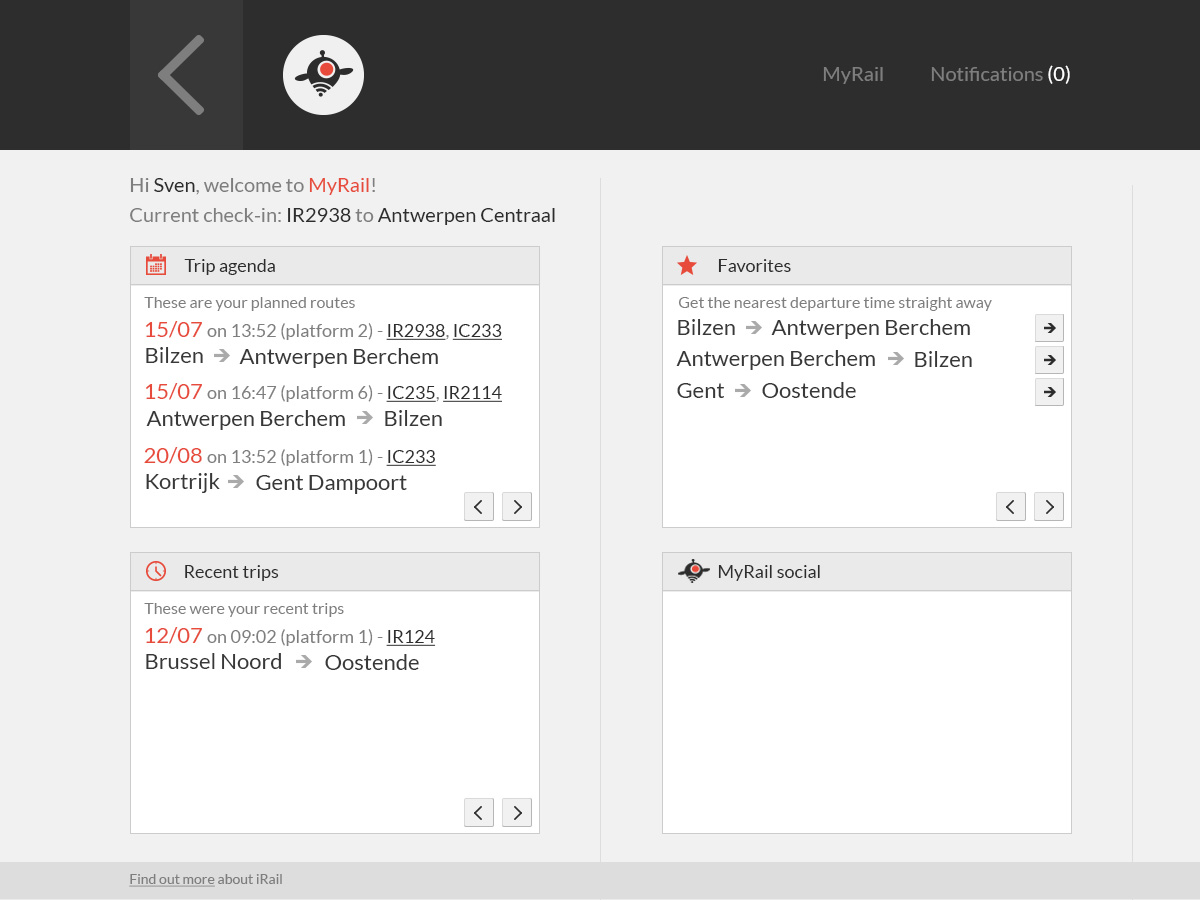 MyRail
Notifications (0)
Hi Sven, welcome to MyRail!
Current check-in: IR2938 to Antwerpen Centraal
Trip agenda
These are your planned routes
15/07 on 13:52 (platform 2) - IR2938, IC233
Bilzen → Antwerpen Berchem
15/07 on 16:47 (platform 6) - IC235, IR2114
Antwerpen Berchem → Bilzen
20/08 on 13:52 (platform 1) - IC233
Kortrijk → Gent Dampoort
Favorites
Get the nearest departure time straight away
Bilzen → Antwerpen Berchem
Antwerpen Berchem → Bilzen
Gent → Oostende
Recent trips
These were your recent trips
12/07 on 09:02 (platform 1) - IR124
Brussel Noord → Oostende
MyRail social
Find out more about iRail